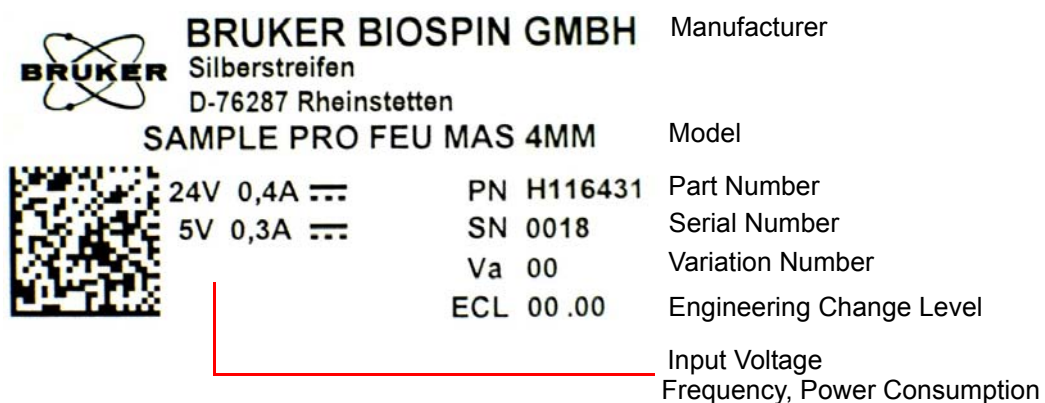 BRUKER BIOSPIN GMBH Manufacturer
BRUKER
Silberstreifen
D-76287 Rheinstetten
SAMPLE PRO FEU MAS 4MM Model
24V 0,4A PN H116431 Part Number
5V 0,3A SN 0018 Serial Number
Va 00 Variation Number
ECL 00.00 Engineering Change Level
Input Voltage
Frequency, Power Consumption